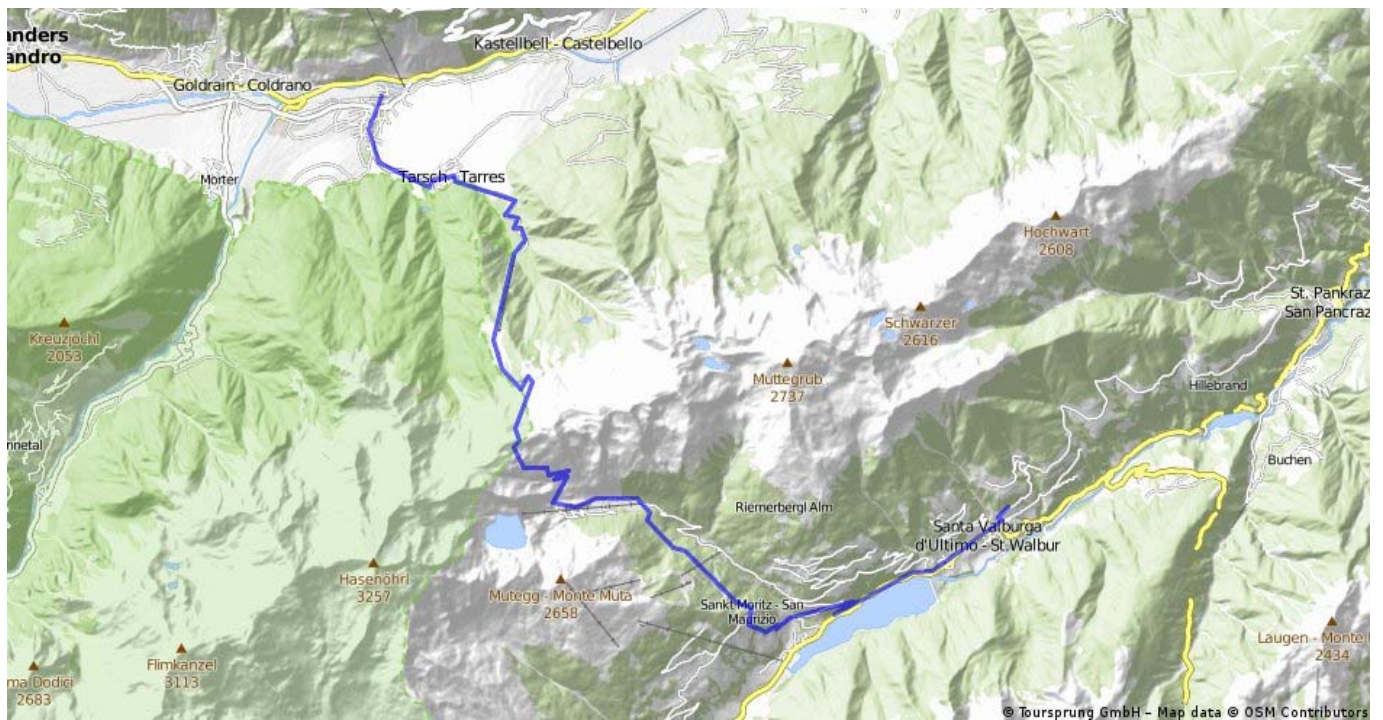 anders
andro
Kastellbell - Castelbello
Goldrain - Coldrano
Morter
Tarsch - Tarres
Hochwart
2608
St. Pankraz
San Pancraz
Kreuzjöchl
2053
Schwarzer
2616
Muttegrub
2737
Hillebrand
nnetal
Buchen
Riemerbergl Alm
Santa Valburga
d'Ultimo - St.Walbur
Hasenöhrl
3257
Mutegg - Monte Muta
2658
Sankt Moritz - San
Maurizio
Laugen - Monte
2434
Flimkanzel
3113
ma Dodici
2683
© Toursprung GmbH – Map data © OSM Contributors